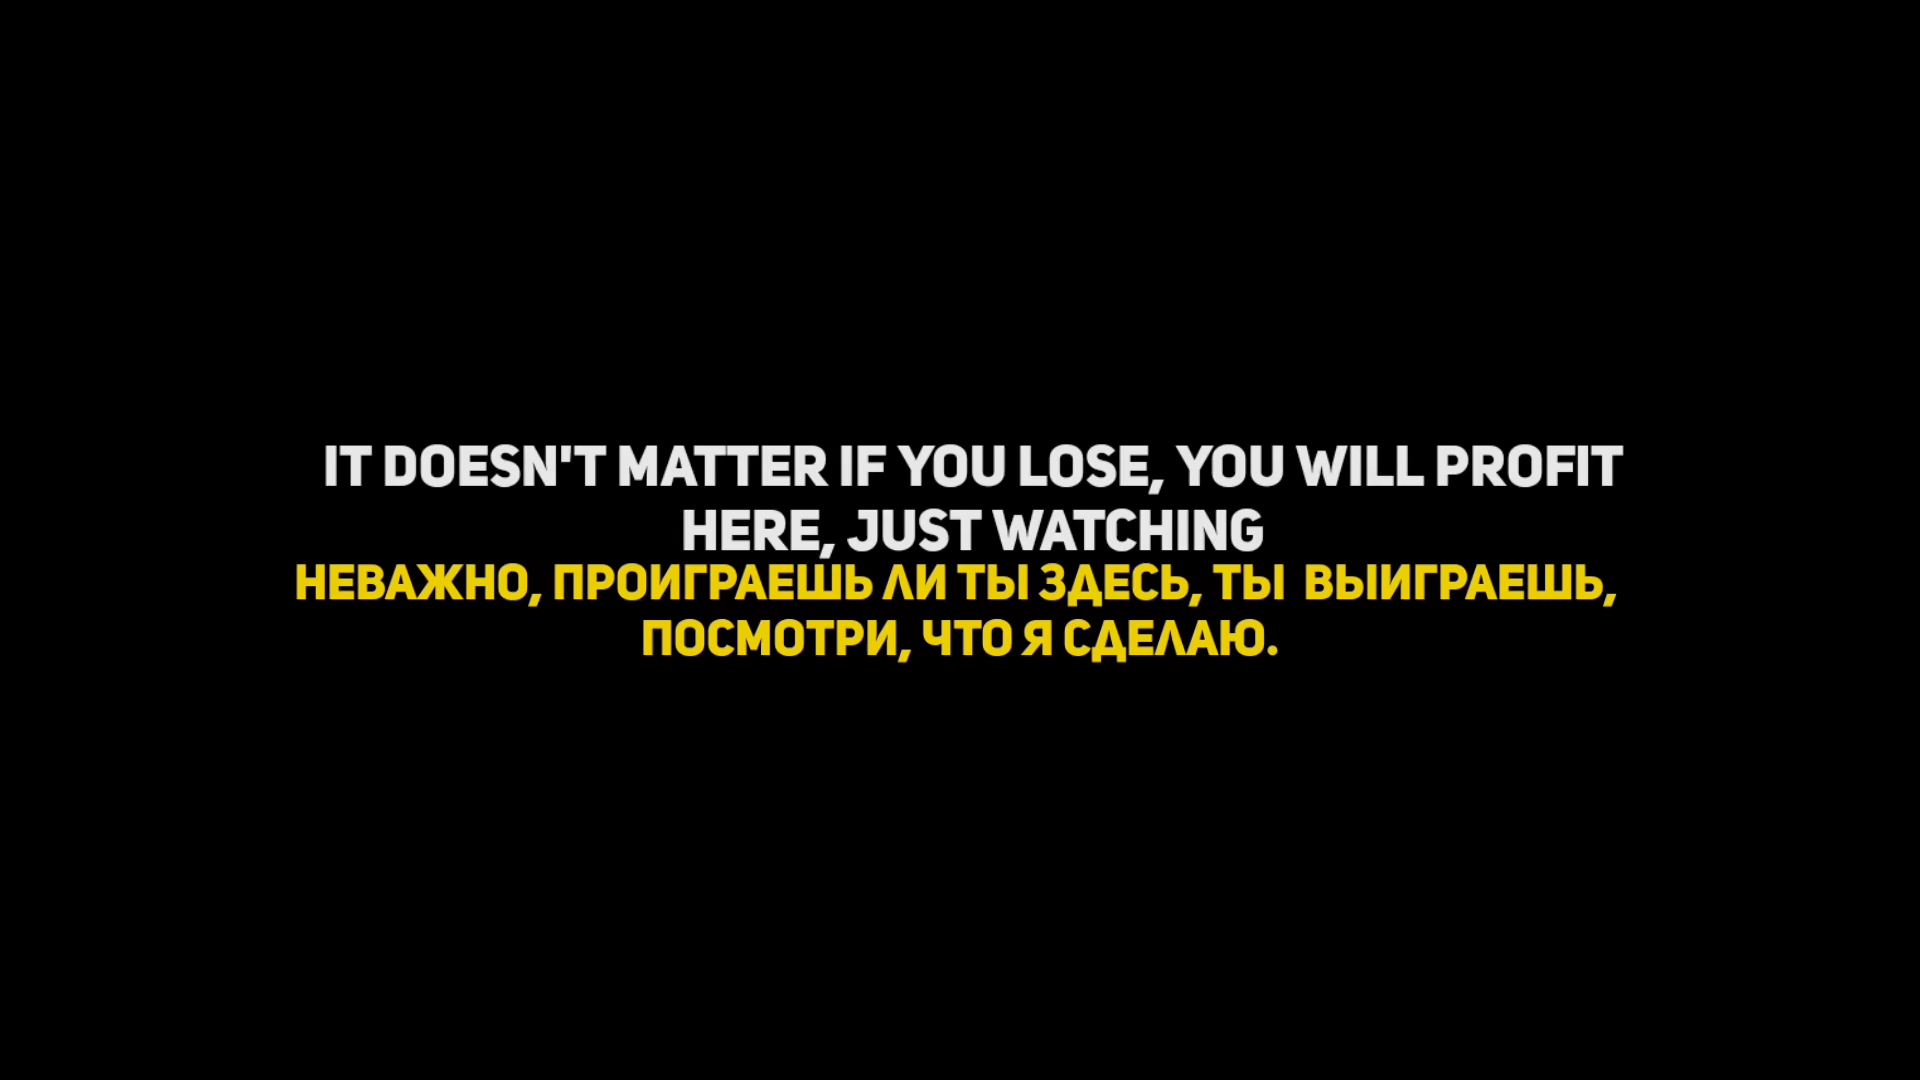 IT DOESN'T MATTER IF YOU LOSE, YOU WILL PROFIT
HERE, JUST WATCHING
НЕВАЖНО, ПРОИГРАЕШЬ ЛИ ТЫ ЗДЕСЬ, ТЫ ВЫИГРАЕШЬ,
ПОСМОТРИ, ЧТО Я СДЕЛАЮ.